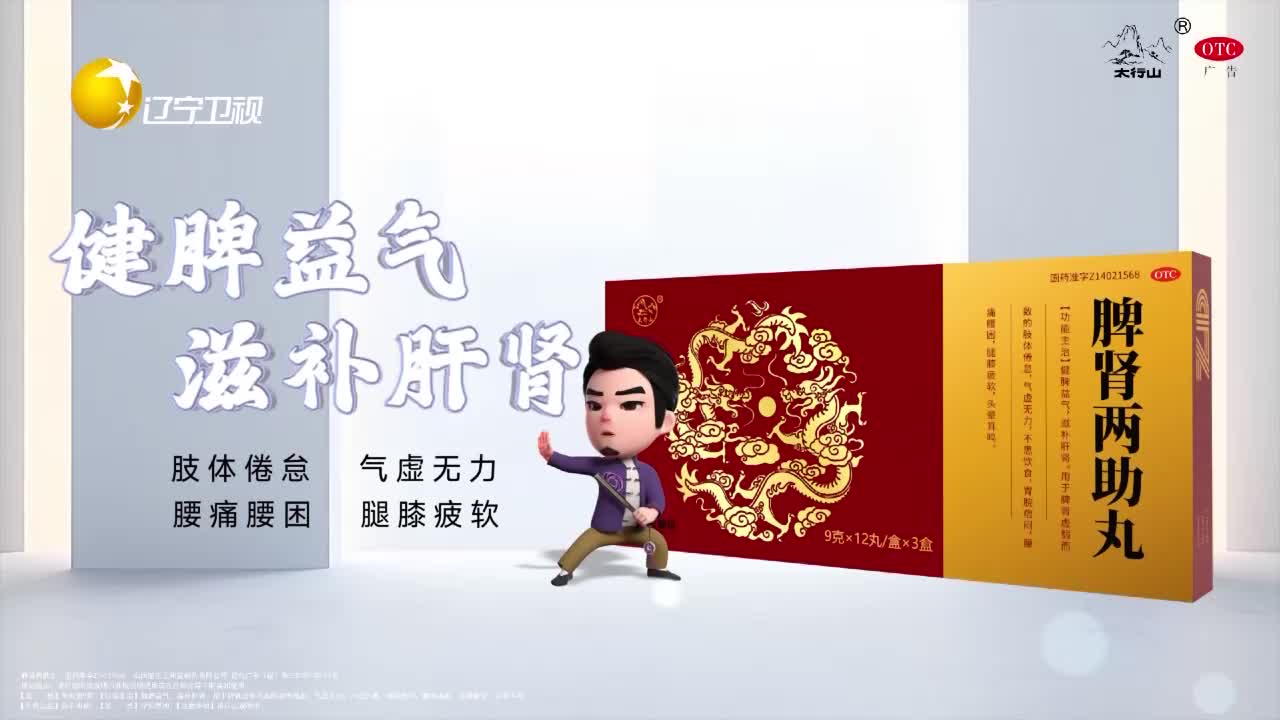 辽宁卫视
太行山
®
OTC
广告
健脾益气
滋补肝肾
肢体倦怠 气虚无力
腰痛腰困 腿膝疲软
太行山
9克×12丸/盒×3盒
国药准字Z14021568
OTC
脾肾两助丸
【功能主治】健脾益气，滋补肝肾。用于脾肾虚弱而
致的肢体倦怠，气虚无力，不思饮食，胃脘痞闷，腰
痛腰困，腿膝疲软，头晕耳鸣。